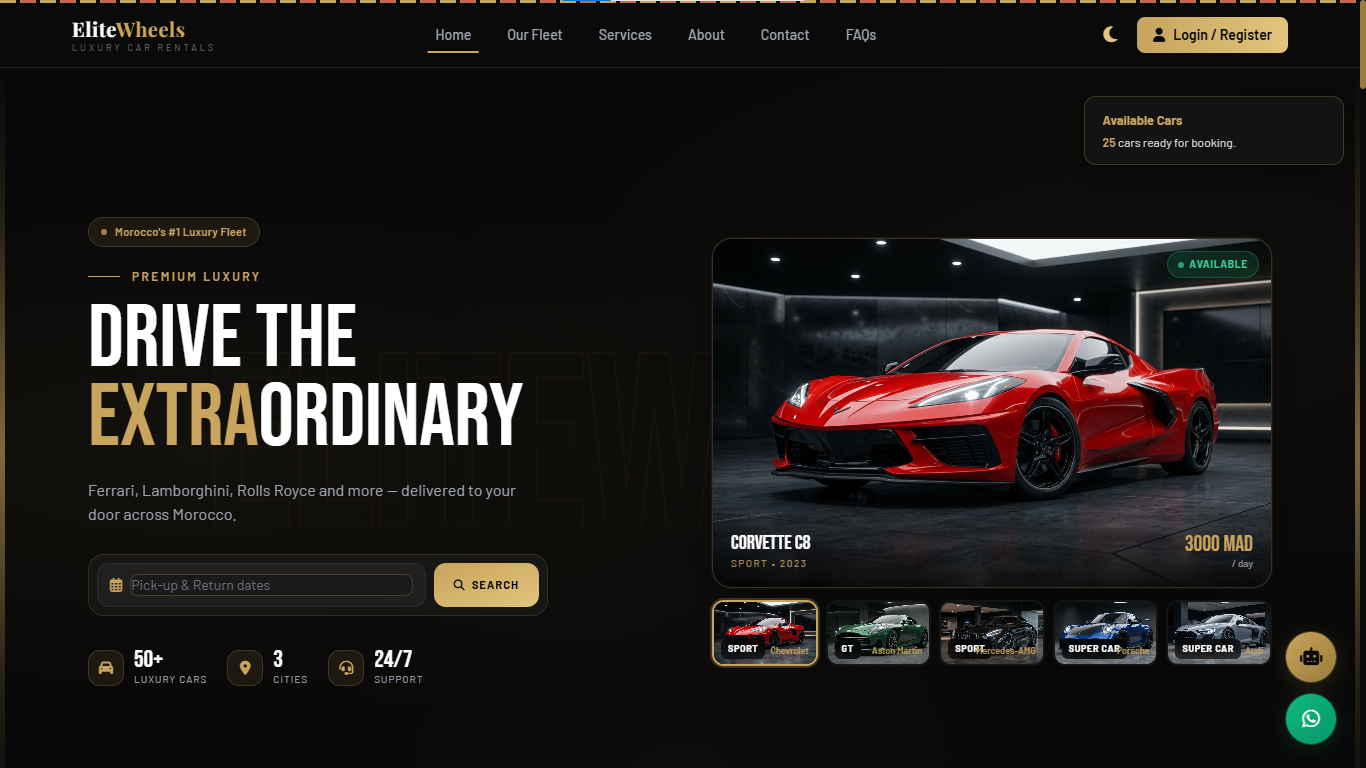 EliteWheels
LUXURY CAR RENTALS
Home
Our Fleet
Services
About
Contact
FAQs
Login / Register
Available Cars
25 cars ready for booking.
Morocco's #1 Luxury Fleet
PREMIUM LUXURY
DRIVE THE
EXTRAORDINARY
Ferrari, Lamborghini, Rolls Royce and more — delivered to your
door across Morocco.
Pick-up & Return dates
SEARCH
50+
LUXURY CARS
3
CITIES
24/7
SUPPORT
AVAILABLE
CORVETTE C8
SPORT • 2023
3000 MAD
/ day
SPORT Chevrolet
GT Aston Martin
SPORT Mercedes-AMG
SUPER CAR Porsche
SUPER CAR Audi
ELITEW